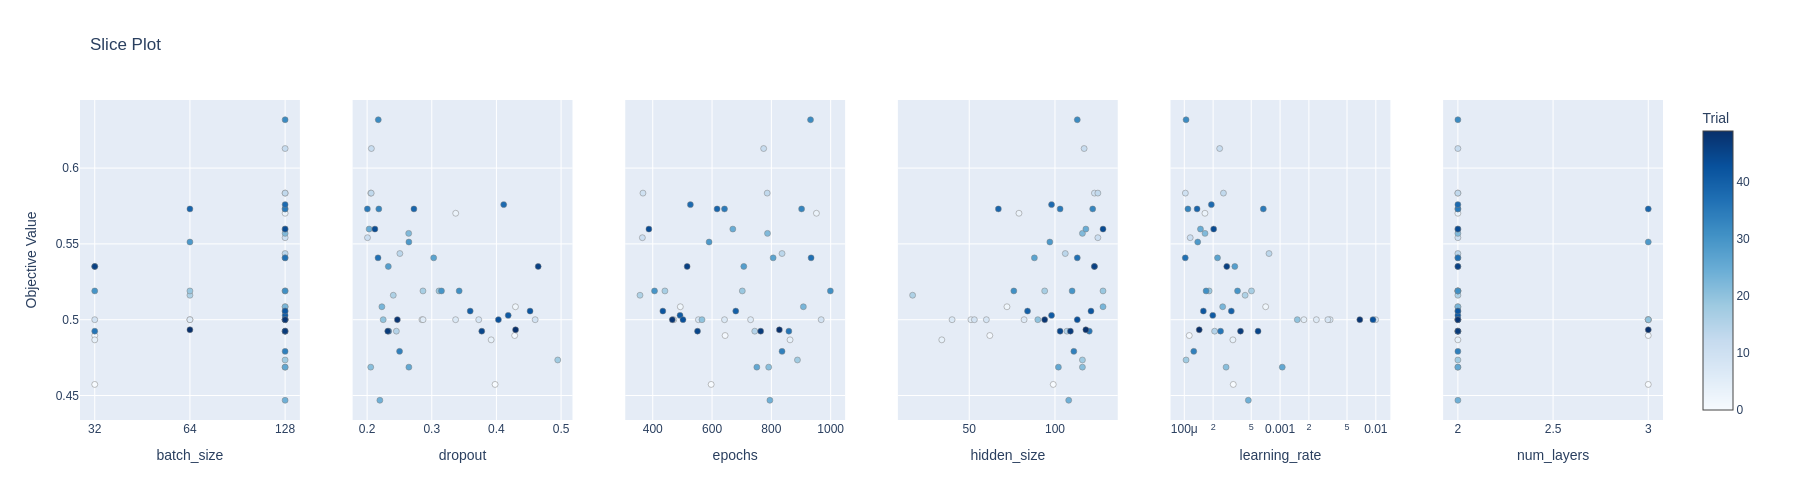 Slice Plot
Objective Value
0.6
0.55
0.5
0.45
32 64 128
batch_size
0.2 0.3 0.4 0.5
dropout
400 600 800 1000
epochs
50 100
hidden_size
100μ 2 5 0.001 2 5 0.01
learning_rate
2 2.5 3
num_layers
Trial
40
30
20
10
0